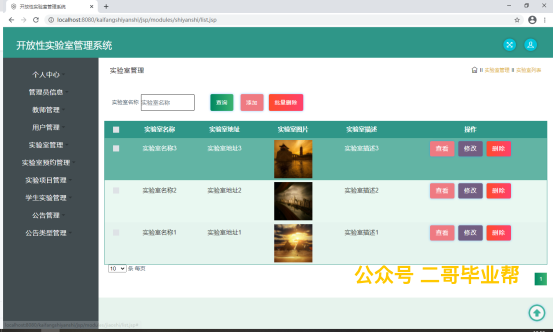 开放性实验室管理系统
localhost:8080/kaifangshiyanshi/jsp/modules/shiyanshi/list.jsp
开放性实验室管理系统
个人中心
管理员信息
教师管理
用户管理
实验室管理
实验室预约管理
实验项目管理
学生实验管理
公告管理
公告类型管理
实验室管理
实验室管理 实验室列表
实验室名称 实验室名称 查询 添加 批量删除
实验室名称 实验室地址 实验室图片 实验室描述 操作
实验室名称3 实验室地址3 实验室描述3 查看 修改 删除
实验室名称2 实验室地址2 实验室描述2 查看 修改 删除
实验室名称1 实验室地址1 实验室描述1 查看 修改 删除
10 条 每页
公众号 二哥毕业帮
1